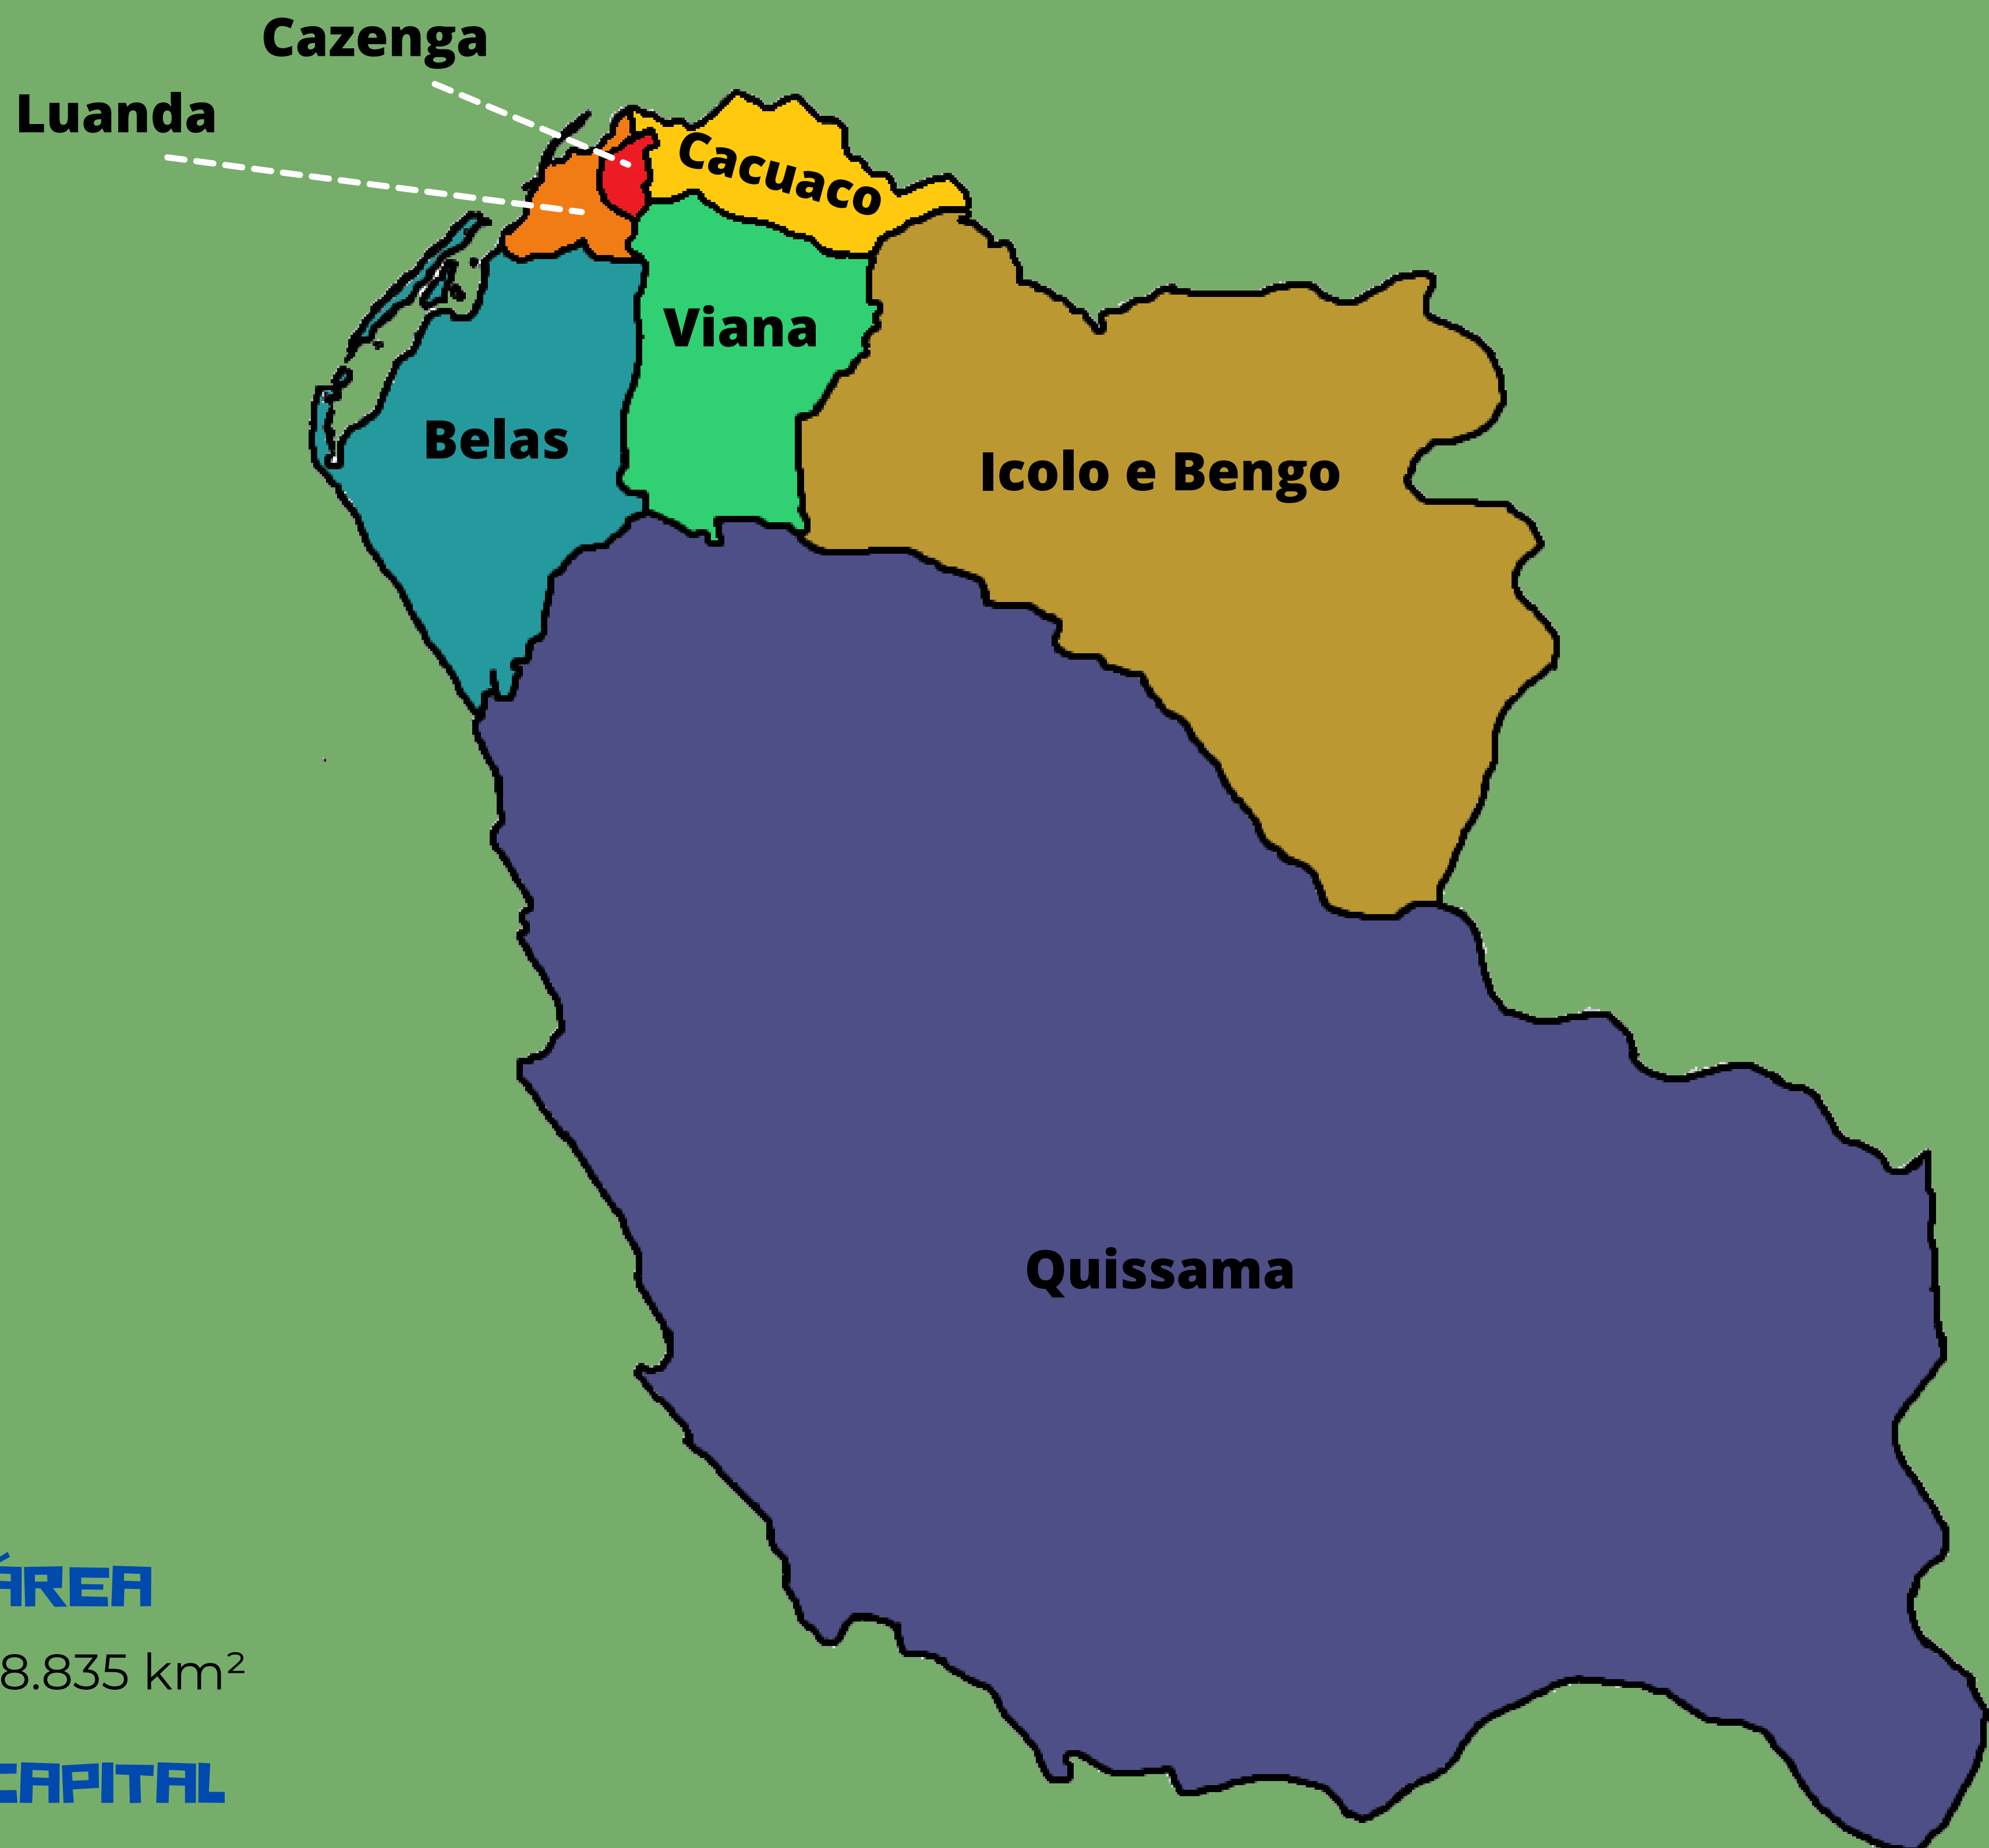 Cazenga
Luanda
Cacuaco
Viana
Belas
Icolo e Bengo
Quissama
ÁREA
8.835 km²
CAPITAL